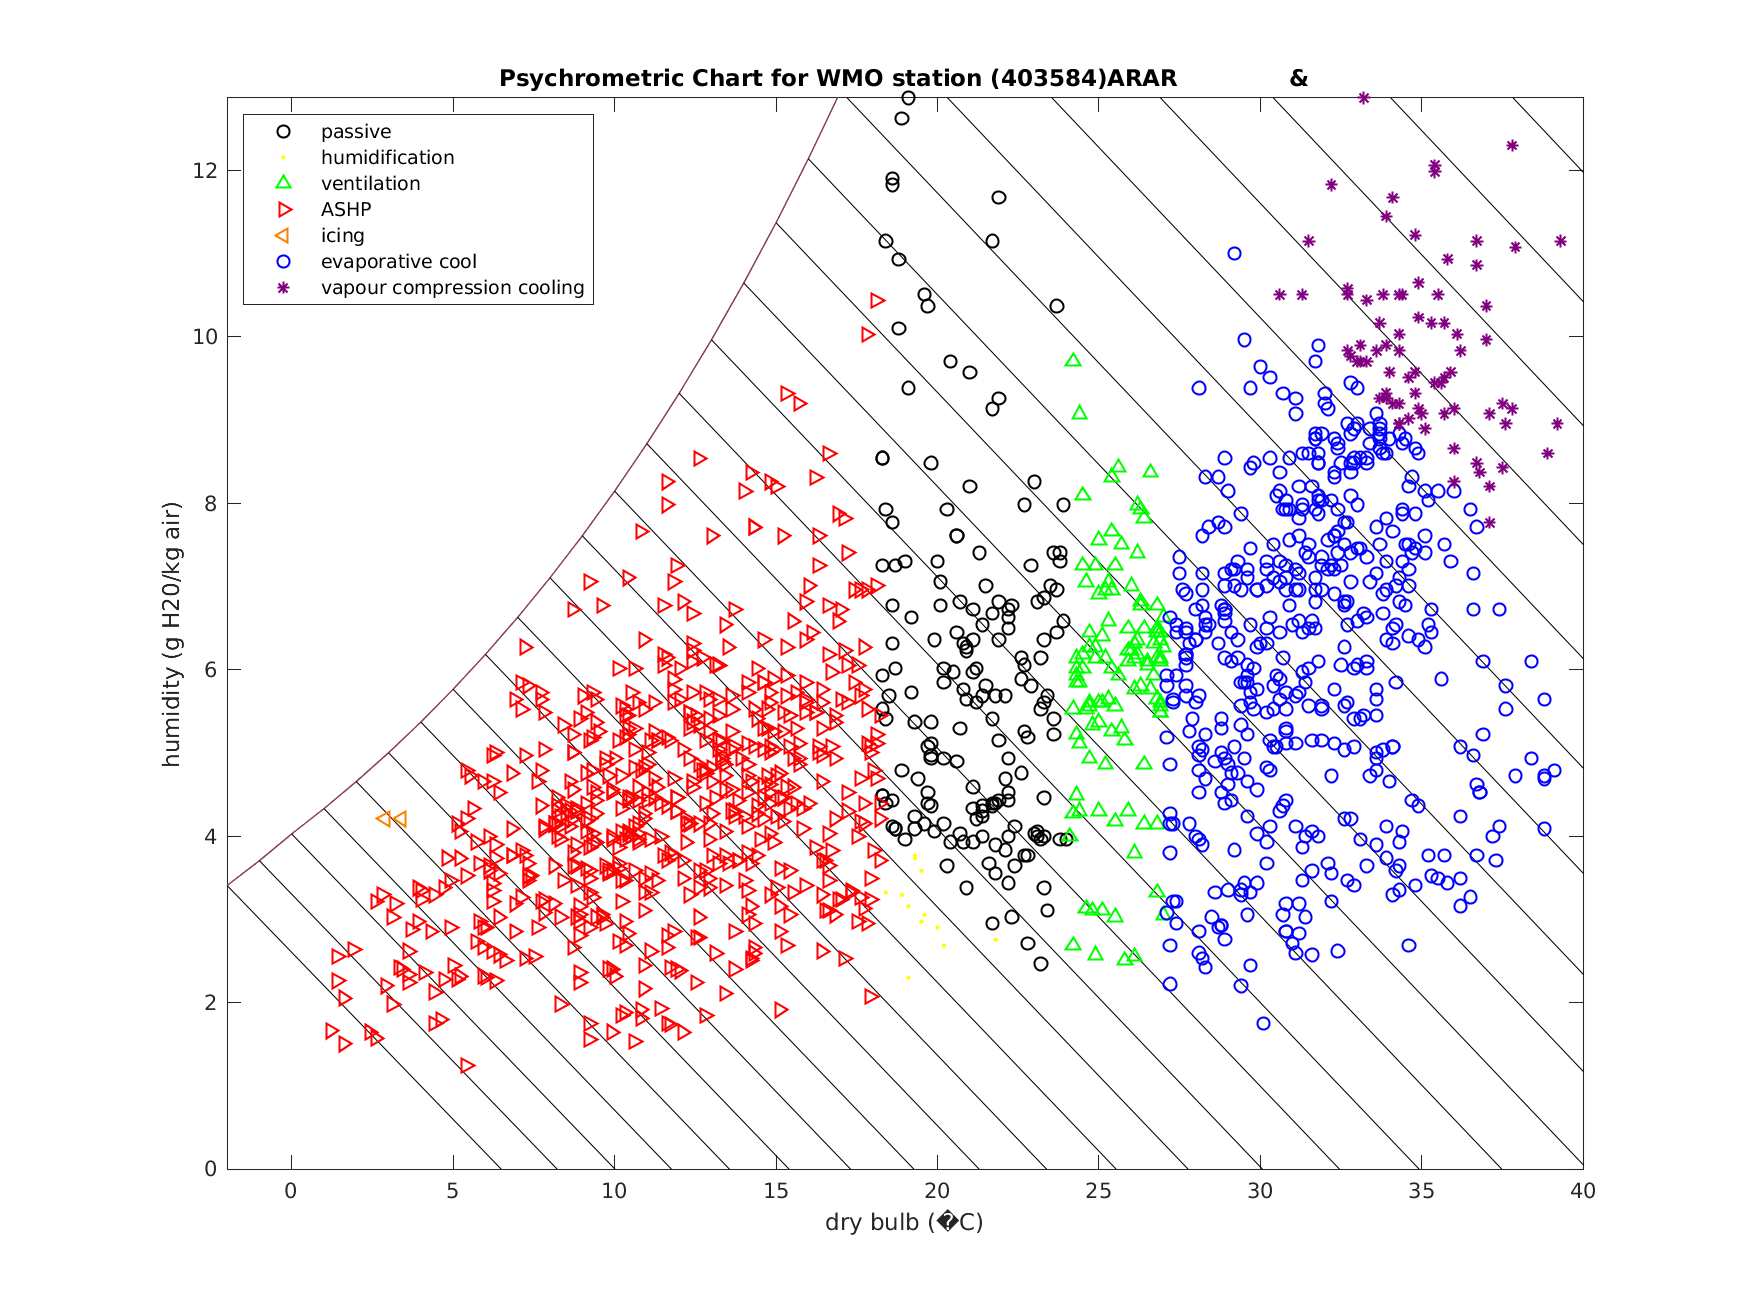 Psychrometric Chart for WMO station (403584)ARAR &
passive
humidification
ventilation
ASHP
icing
evaporative cool
vapour compression cooling
humidity (g H20/kg air)
12
10
8
6
4
2
0
0 5 10 15 20 25 30 35 40
dry bulb (�C)